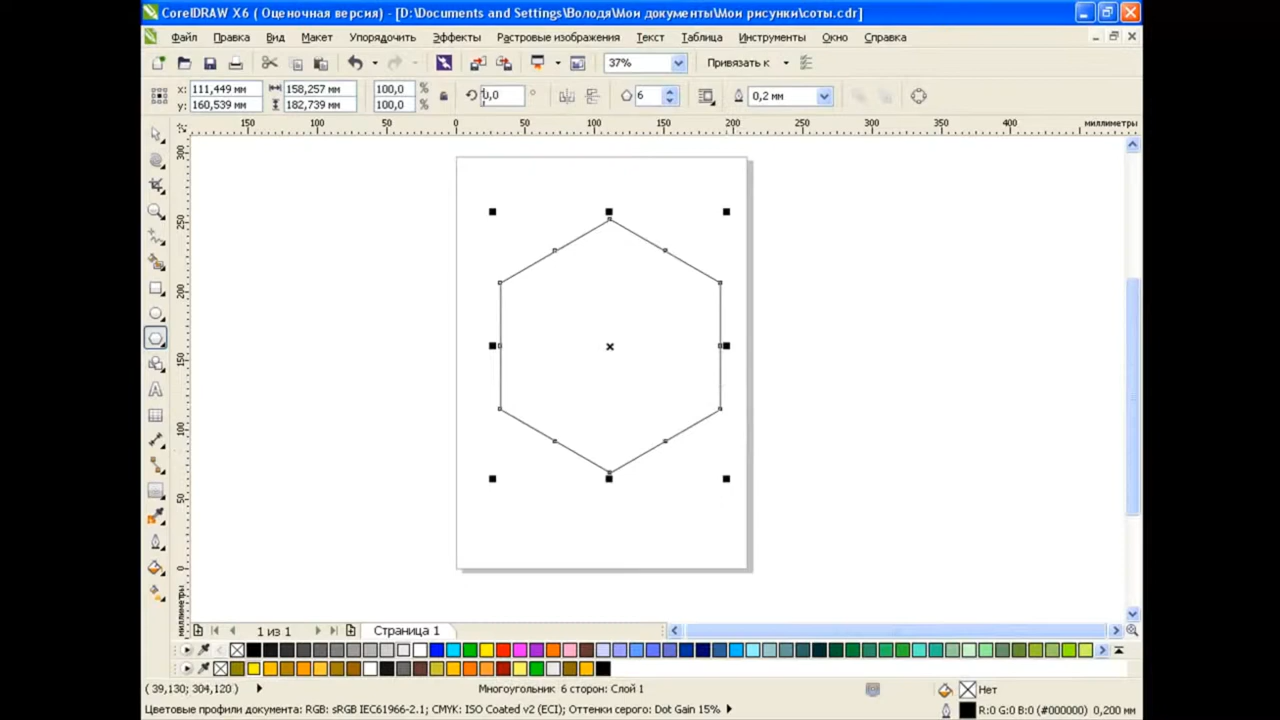 CorelDRAW X6 ( Оценочная версия) - [D:\Documents and Settings\Володя\Мои документы\Мои рисунки\соты.cdr]
Файл Правка Вид Макет Упорядочить Эффекты Растровые изображения Текст Таблица Инструменты Окно Справка
37% Привязать к
x: 111,449 мм 158,257 мм 100,0 % 0,0 ° 6 0,2 мм
y: 160,539 мм 182,739 мм 100,0 %
150 100 50 0 50 100 150 200 250 300 350 400 миллиметры
300
250
200
150
100
50
0
миллиметры
1 из 1 Страница 1
( 39,130; 304,120 ) Многоугольник 6 сторон: Слой 1 Нет
Цветовые профили документа: RGB: sRGB IEC61966-2.1; CMYK: ISO Coated v2 (ECI); Оттенки серого: Dot Gain 15% R:0 G:0 B:0 (#000000) 0,200 мм